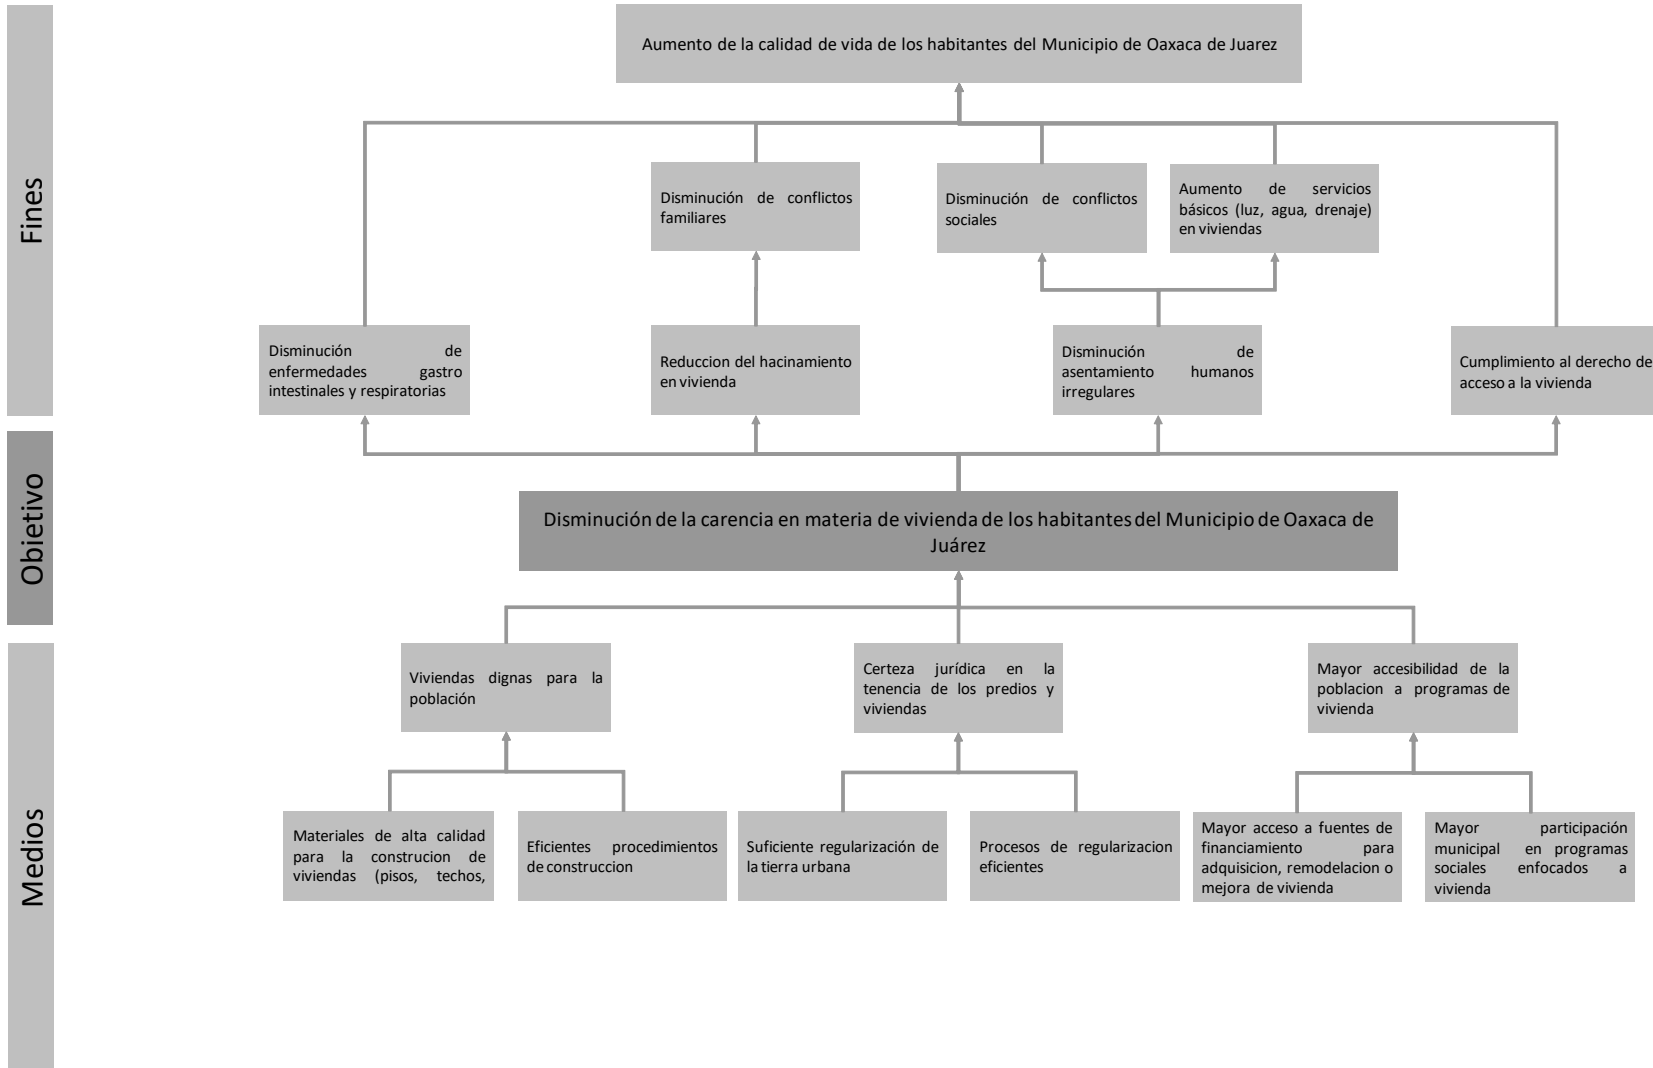 Fines
Aumento de la calidad de vida de los habitantes del Municipio de Oaxaca de Juarez
Disminución de conflictos
familiares
Disminución de conflictos
sociales
Aumento de servicios
básicos (luz, agua, drenaje)
en viviendas
Disminución de
enfermedades gastro
intestinales y respiratorias
Reduccion del hacinamiento
en vivienda
Disminución de
asentamiento humanos
irregulares
Cumplimiento al derecho de
acceso a la vivienda
Objetivo
Disminución de la carencia en materia de vivienda de los habitantes del Municipio de Oaxaca de
Juárez
Medios
Viviendas dignas para la
población
Certeza jurídica en la
tenencia de los predios y
viviendas
Mayor accesibilidad de la
poblacion a programas de
vivienda
Materiales de alta calidad
para la construcion de
viviendas (pisos, techos,
Eficientes procedimientos
de construccion
Suficiente regularización de
la tierra urbana
Procesos de regularizacion
eficientes
Mayor acceso a fuentes de
financiamiento para
adquisicion, remodelacion o
mejora de vivienda
Mayor participación
municipal en programas
sociales enfocados a
vivienda